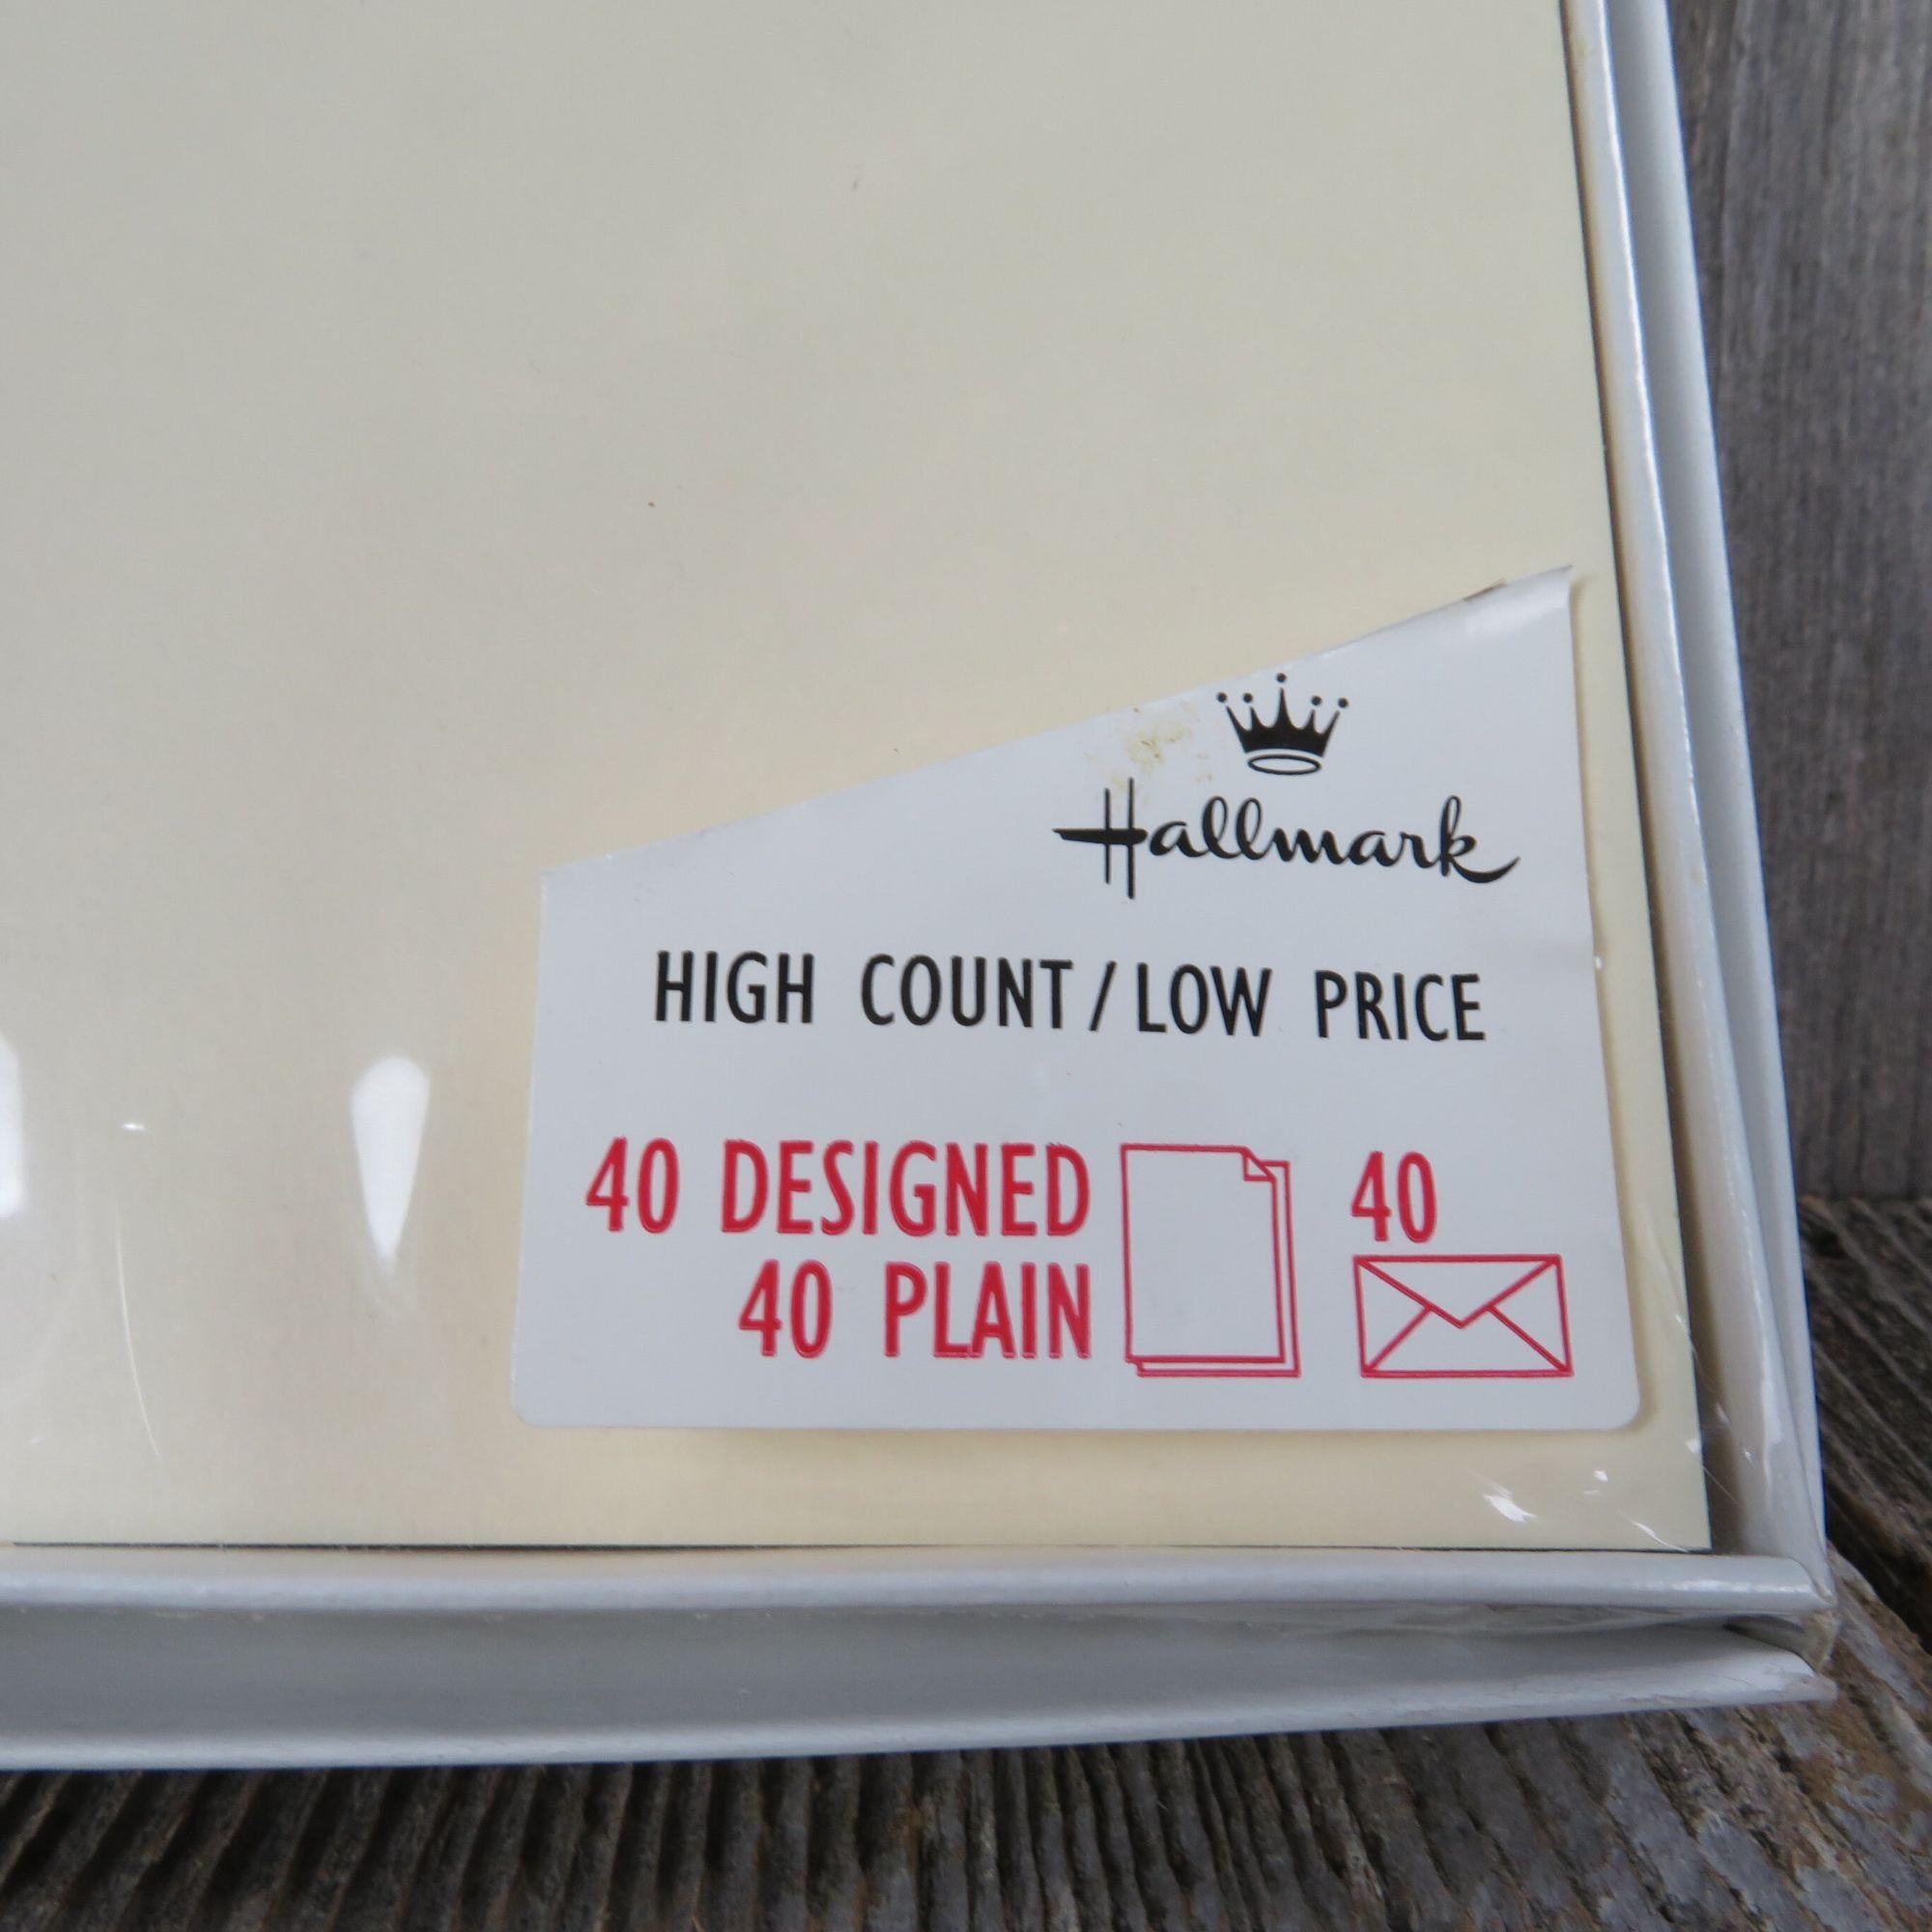 Hallmark
HIGH COUNT/LOW PRICE
40 DESIGNED
40 PLAIN
40